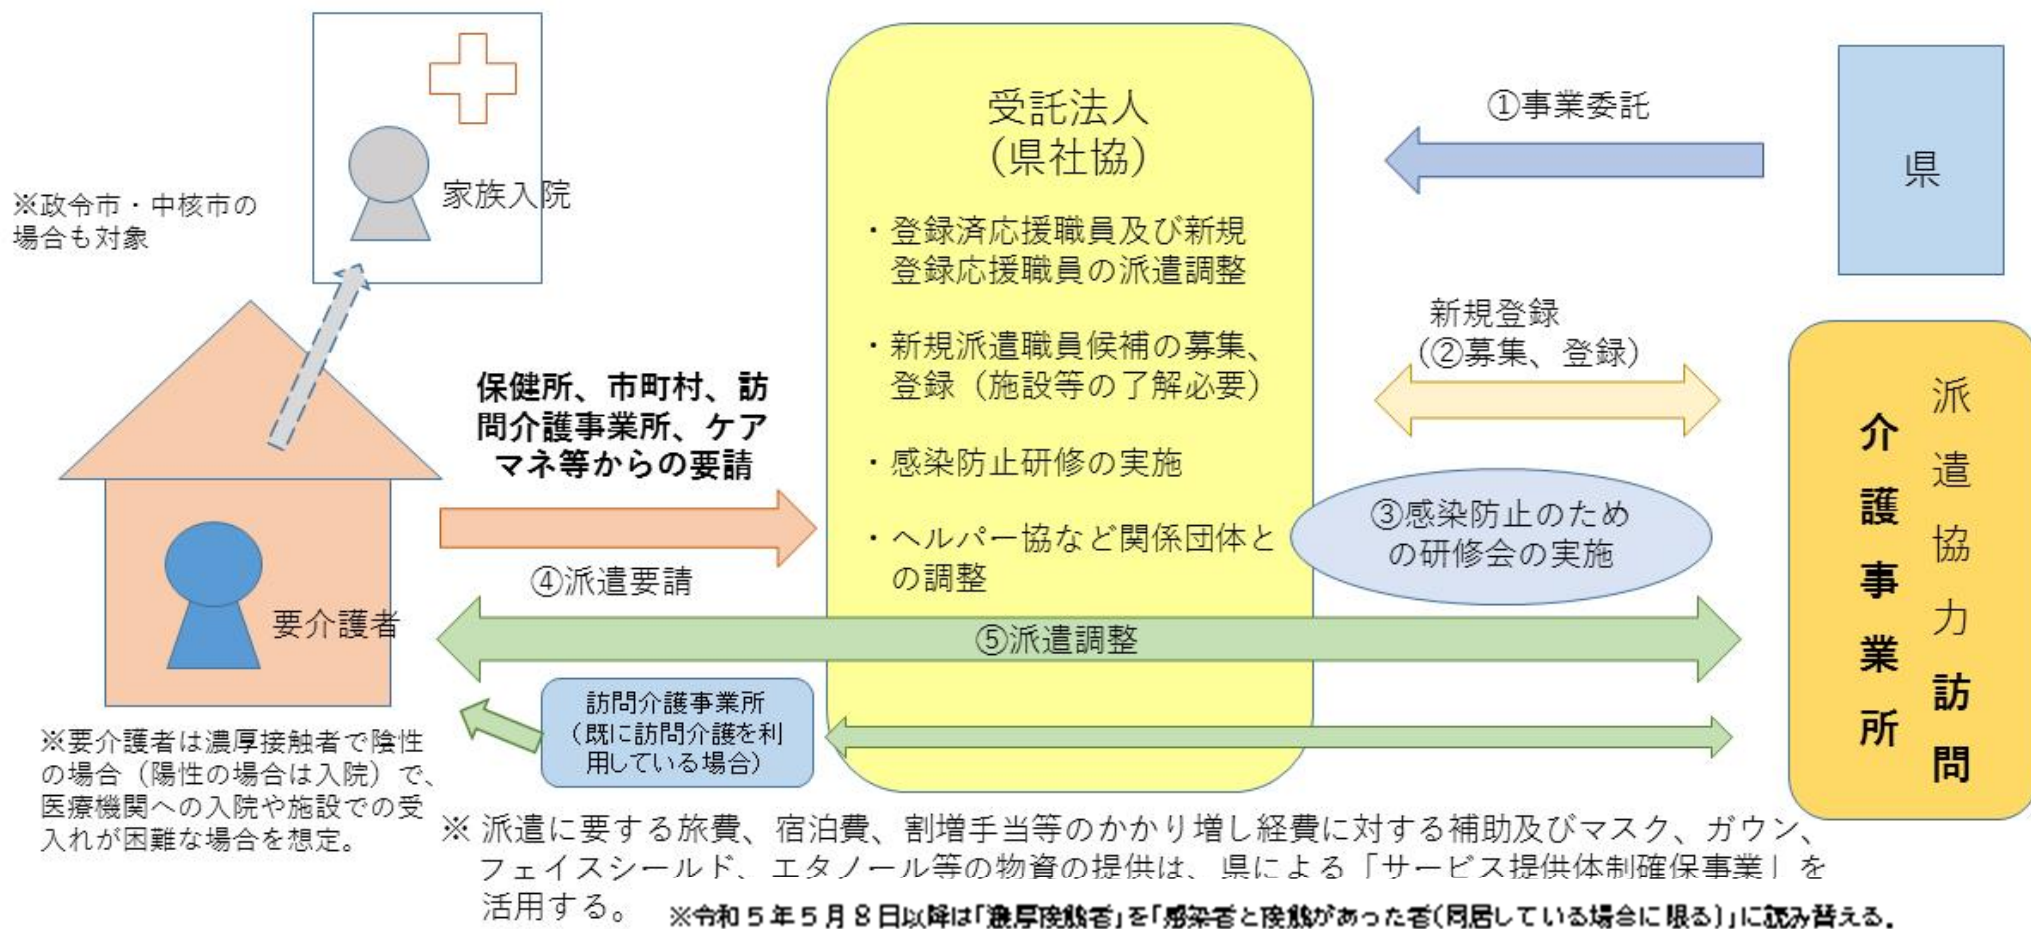 ※政令市・中核市の
場合も対象
家族入院
要介護者
※要介護者は濃厚接触者で陰性
の場合（陽性の場合は入院）で、
医療機関への入院や施設での受
入れが困難な場合を想定。
保健所、市町村、訪
問介護事業所、ケア
マネ等からの要請
④派遣要請
訪問介護事業所
（既に訪問介護を利
用している場合）
受託法人
（県社協）
・登録済応援職員及び新規
登録応援職員の派遣調整
・新規派遣職員候補の募集、
登録（施設等の了解必要）
・感染防止研修の実施
・ヘルパー協など関係団体と
の調整
⑤派遣調整
①事業委託
県
新規登録
（②募集、登録）
③感染防止のため
の研修会の実施
派遣協力訪問
介護事業所
※ 派遣に要する旅費、宿泊費、割増手当等のかかり増し経費に対する補助及びマスク、ガウン、
フェイスシールド、エタノール等の物資の提供は、県による「サービス提供体制確保事業」を
活用する。
※令和５年５月８日以降は「濃厚接触者」を「感染者と接触があった者(同居している場合に限る)」に読み替える。